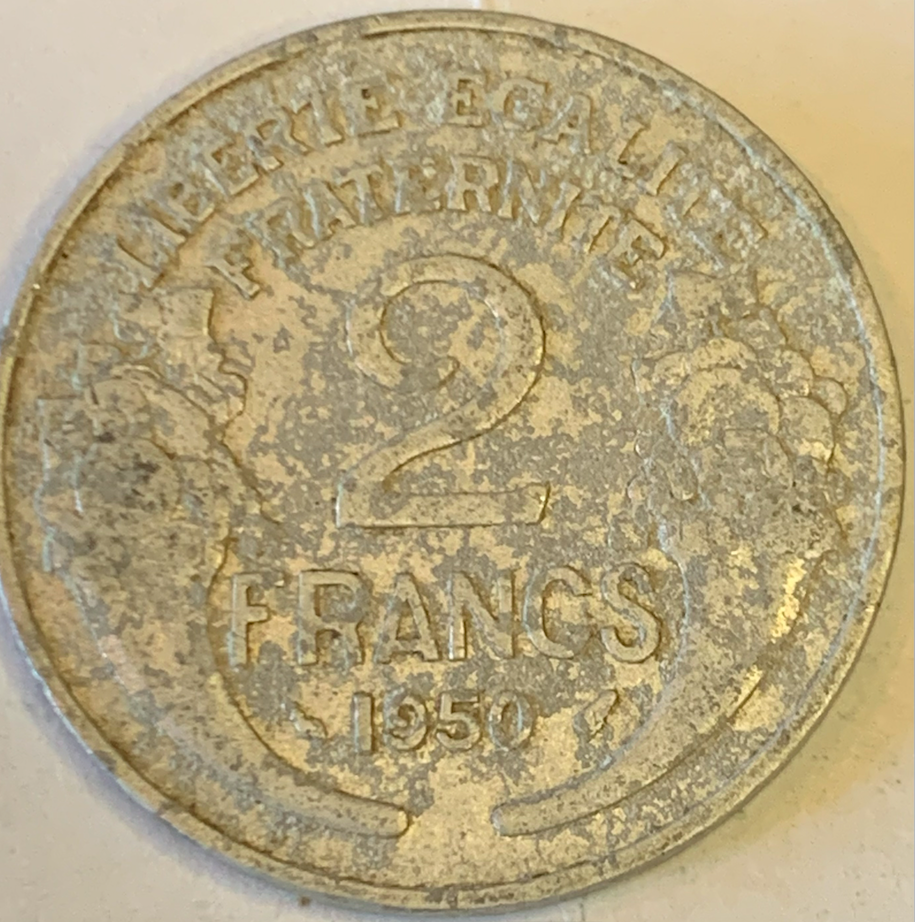 LIBERTE EGALITE
FRATERNITE
2
FRANCS
1950